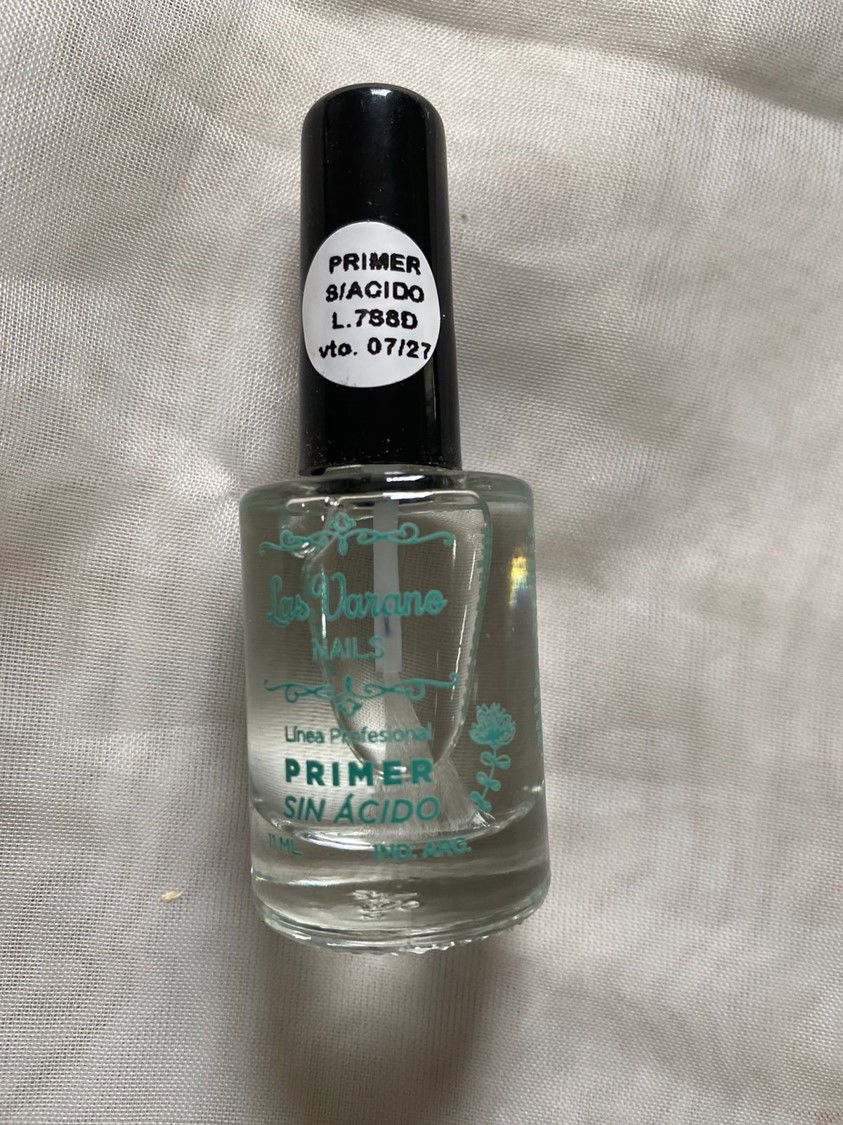 PRIMER
S/ACIDO
L.788D
vto. 07/27
Las Varano
NAILS
Línea Profesional
PRIMER
SIN ÁCIDO
11 ML. IND. ARG.